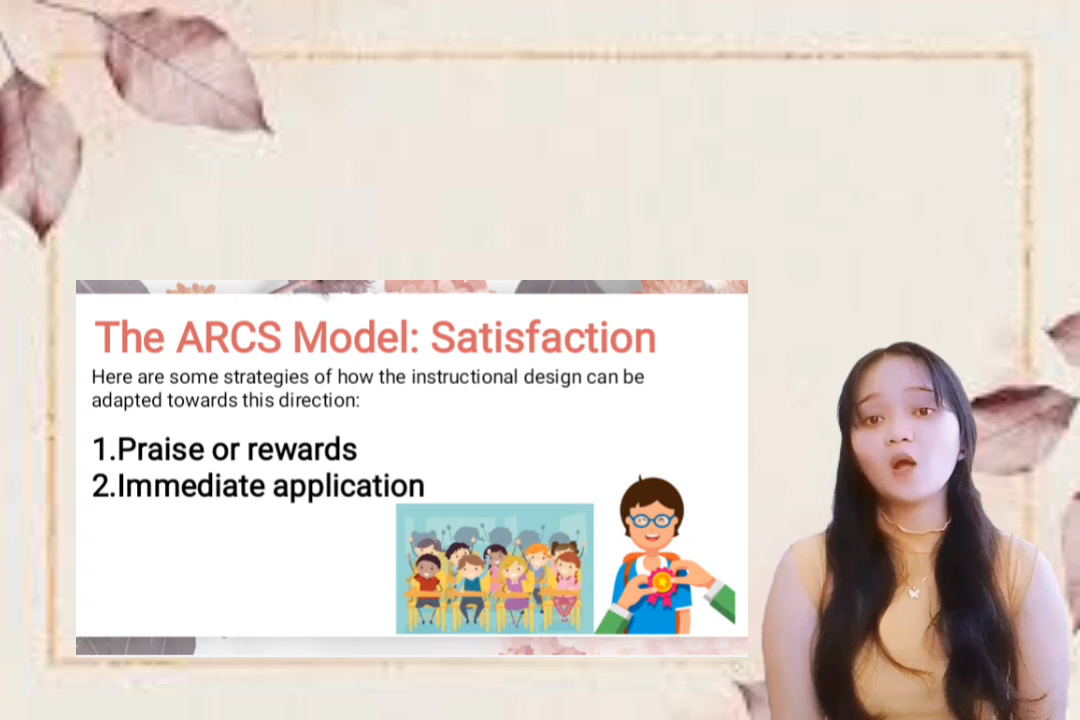 The ARCS Model: Satisfaction
Here are some strategies of how the instructional design can be
adapted towards this direction:
1.Praise or rewards
2.Immediate application